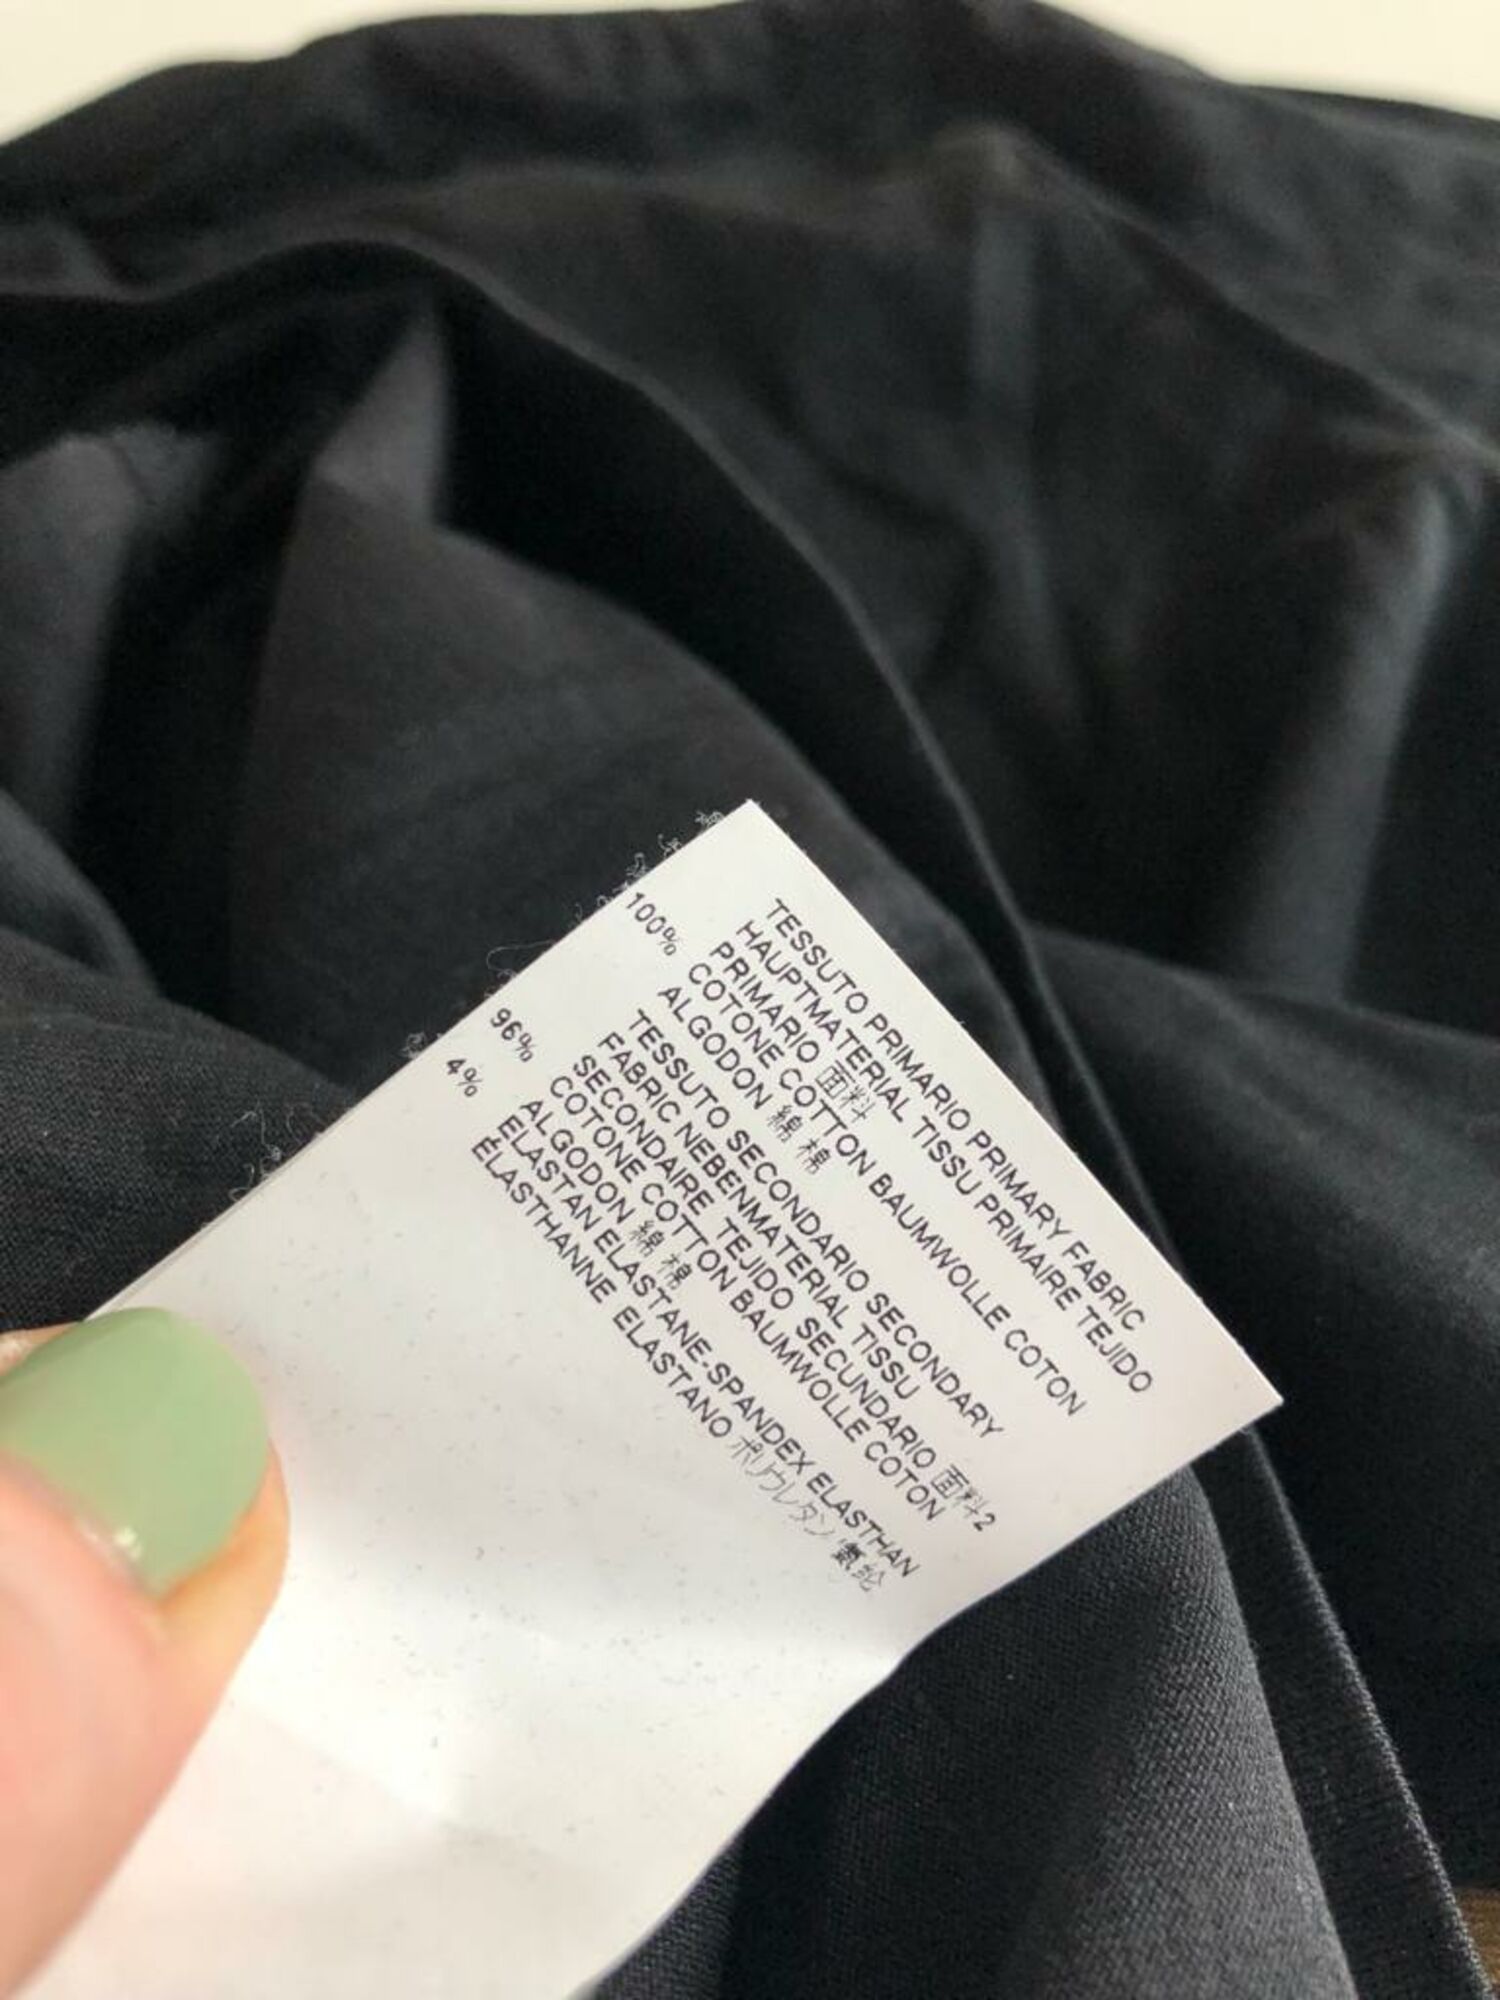 TESSUTO PRIMARIO PRIMARY FABRIC
HAUPTMATERIAL TISSU PRIMAIRE TEJIDO
PRIMARIO 面料
100% COTONE COTTON BAUMWOLLE COTON
ALGODON 綿 棉
TESSUTO SECONDARIO SECONDARY
FABRIC NEBENMATERIAL TISSU
SECONDAIRE TEJIDO SECUNDARIO 面料2
96% COTONE COTTON BAUMWOLLE COTON
ALGODON 綿 棉
4% ELASTAN ELASTANE-SPANDEX ELASTHAN
ÉLASTHANNE ELASTANO ポリウレタン 氨纶